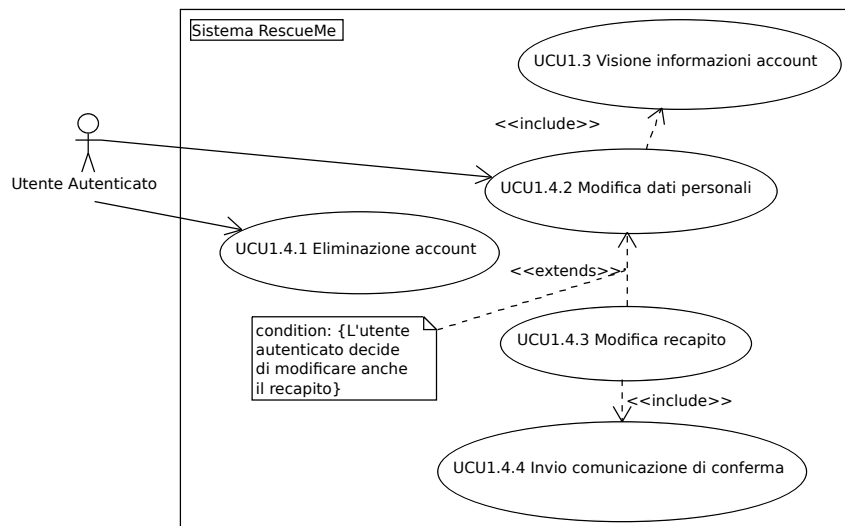 Sistema RescueMe
UCU1.3 Visione informazioni account
<<include>>
Utente Autenticato
UCU1.4.2 Modifica dati personali
UCU1.4.1 Eliminazione account
<<extends>>
condition: {L'utente
autenticato decide
di modificare anche
il recapito}
UCU1.4.3 Modifica recapito
<<include>>
UCU1.4.4 Invio comunicazione di conferma